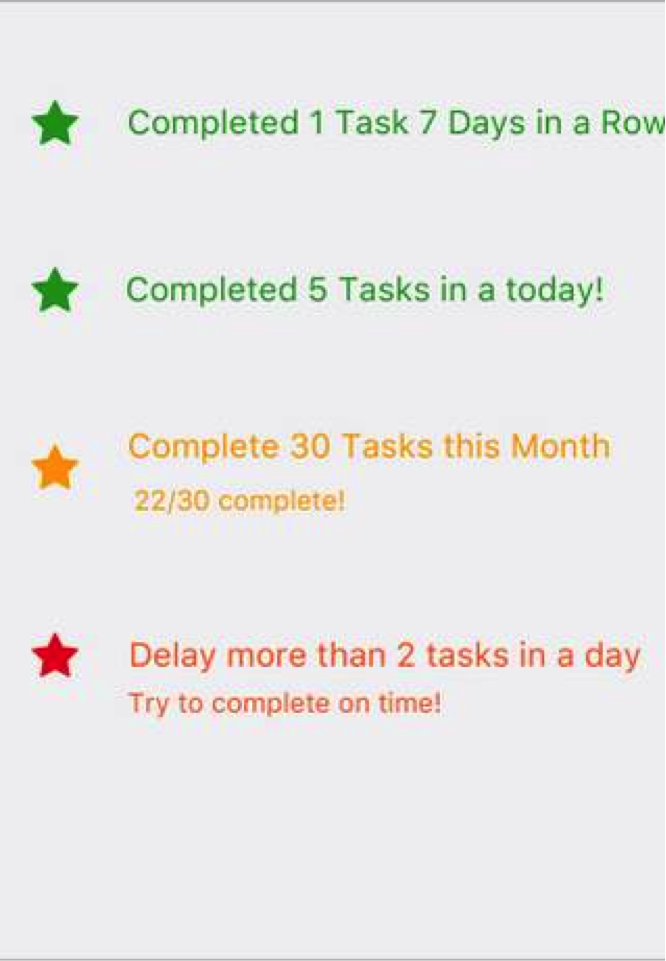 Completed 1 Task 7 Days in a Row
Completed 5 Tasks in a today!
Complete 30 Tasks this Month
22/30 complete!
Delay more than 2 tasks in a day
Try to complete on time!